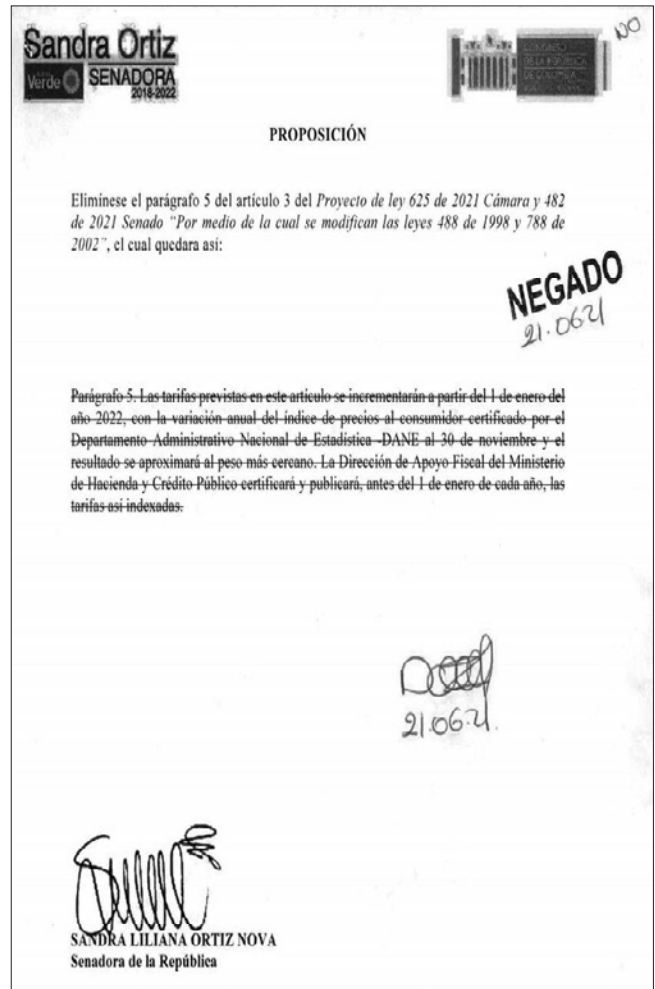 Sandra Ortiz
Verde SENADORA
2018-2022
CONGRESO
DE LA REPÚBLICA
DE COLOMBIA
NO
PROPOSICIÓN
Elimínese el parágrafo 5 del artículo 3 del Proyecto de ley 625 de 2021 Cámara y 482
de 2021 Senado "Por medio de la cual se modifican las leyes 488 de 1998 y 788 de
2002", el cual quedara así:
NEGADO
21.0621
Parágrafo 5. Las tarifas previstas en este artículo se incrementarán a partir del 1 de enero del
año 2022, con la variación anual del índice de precios al consumidor certificado por el
Departamento Administrativo Nacional de Estadística -DANE al 30 de noviembre y el
resultado se aproximará al peso más cercano. La Dirección de Apoyo Fiscal del Ministerio
de Hacienda y Crédito Público certificará y publicará, antes del 1 de enero de cada año, las
tarifas así indexadas.
21.06.21.
SANDRA LILIANA ORTIZ NOVA
Senadora de la República